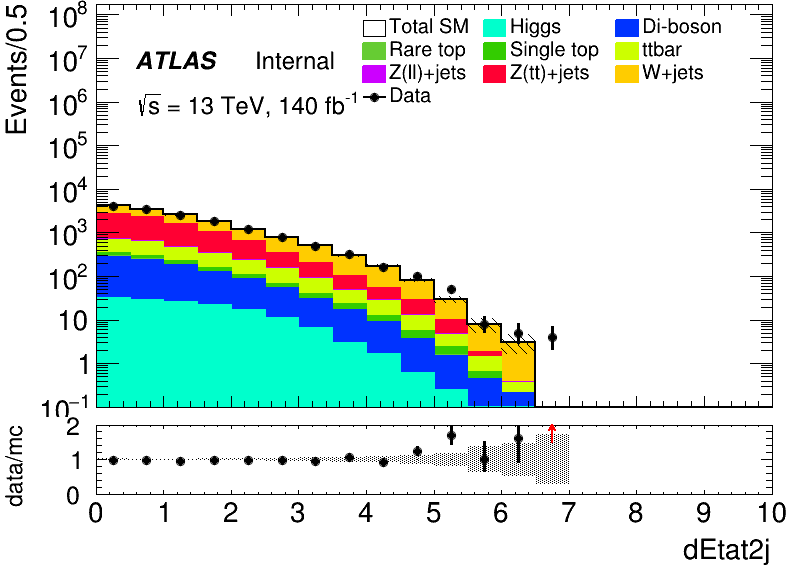 Events/0.5
10⁸
10⁷
10⁶
10⁵
10⁴
10³
10²
10
1
10⁻¹
Total SM Higgs Di-boson
Rare top Single top ttbar
Z(ll)+jets Z(tt)+jets W+jets
Data
ATLAS Internal
√s = 13 TeV, 140 fb⁻¹
data/mc
2
1
0
0 1 2 3 4 5 6 7 8 9 10
dEtat2j